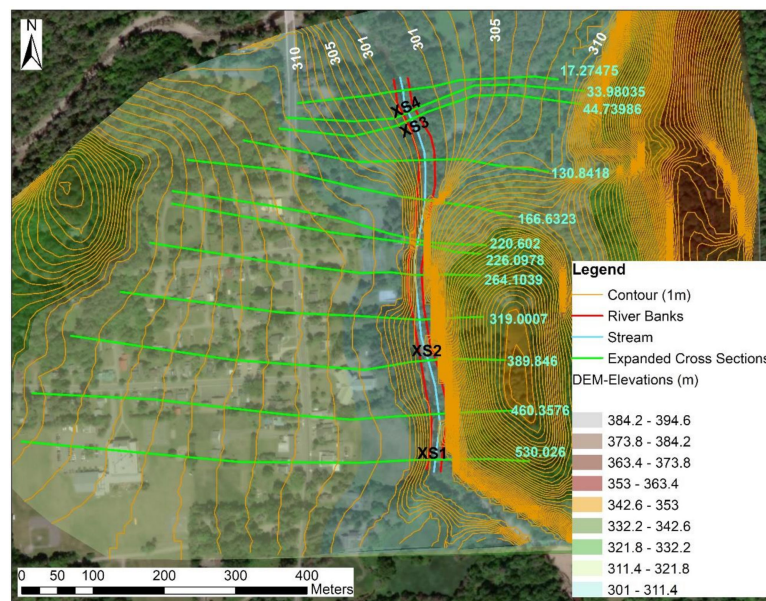 N
310
305
301
301
305
310
17.27475
33.98035
44.73986
XS4
XS3
130.8418
166.6323
220.602
226.0978
264.1039
319.0007
XS2
389.846
460.3576
XS1
530.026
Legend
Contour (1m)
River Banks
Stream
Expanded Cross Sections
DEM-Elevations (m)
384.2 - 394.6
373.8 - 384.2
363.4 - 373.8
353 - 363.4
342.6 - 353
332.2 - 342.6
321.8 - 332.2
311.4 - 321.8
301 - 311.4
0 50 100 200 300 400
Meters